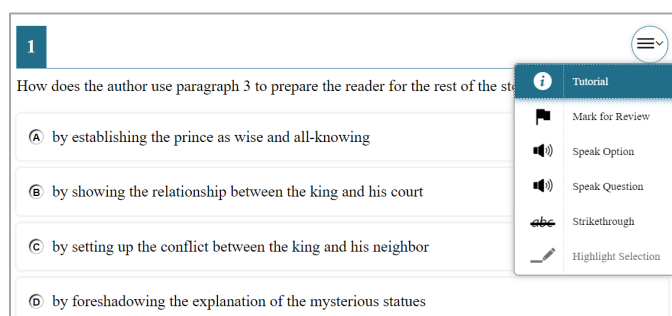 1
How does the author use paragraph 3 to prepare the reader for the rest of the
A by establishing the prince as wise and all-knowing
B by showing the relationship between the king and his court
C by setting up the conflict between the king and his neighbor
D by foreshadowing the explanation of the mysterious statues
Tutorial
Mark for Review
Speak Option
Speak Question
abc Strikethrough
Highlight Selection